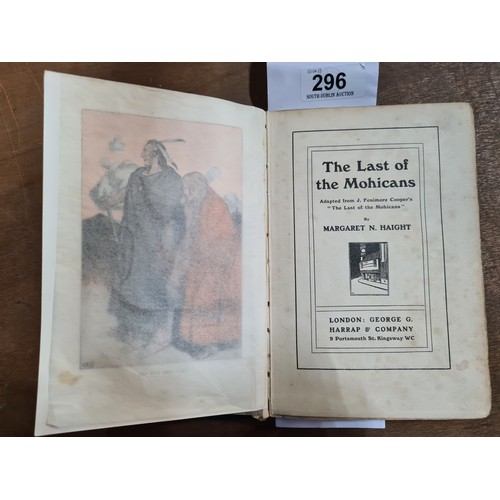 296
SOUTH DUBLIN AUCTION
The Last of
the Mohicans
Adapted from J. Fenimore Cooper's
"The Last of the Mohicans"
By
MARGARET N. HAIGHT
LONDON: GEORGE G.
HARRAP & COMPANY
9 Portsmouth St. Kingsway WC